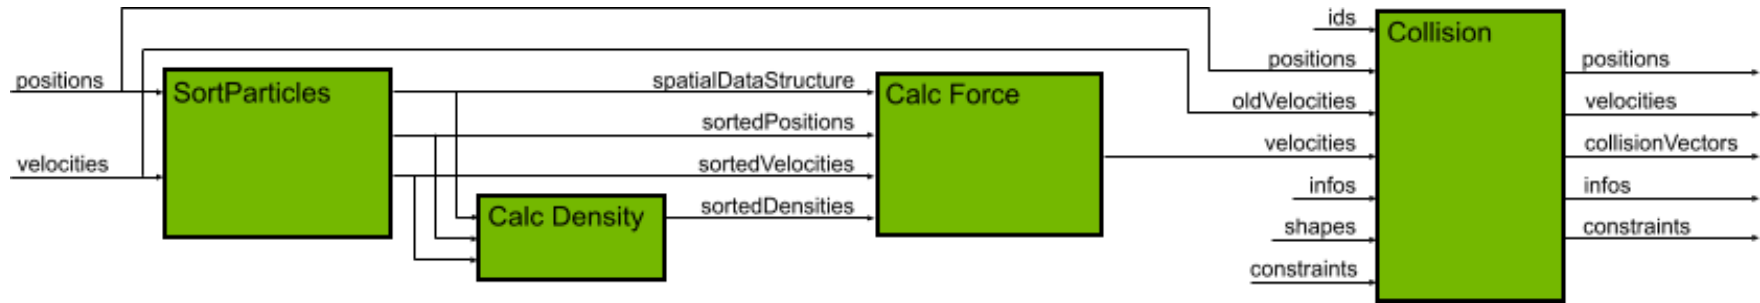 positions
velocities
SortParticles
spatialDataStructure
sortedPositions
sortedVelocities
sortedDensities
Calc Density
Calc Force
ids
positions
oldVelocities
velocities
infos
shapes
constraints
Collision
positions
velocities
collisionVectors
infos
constraints